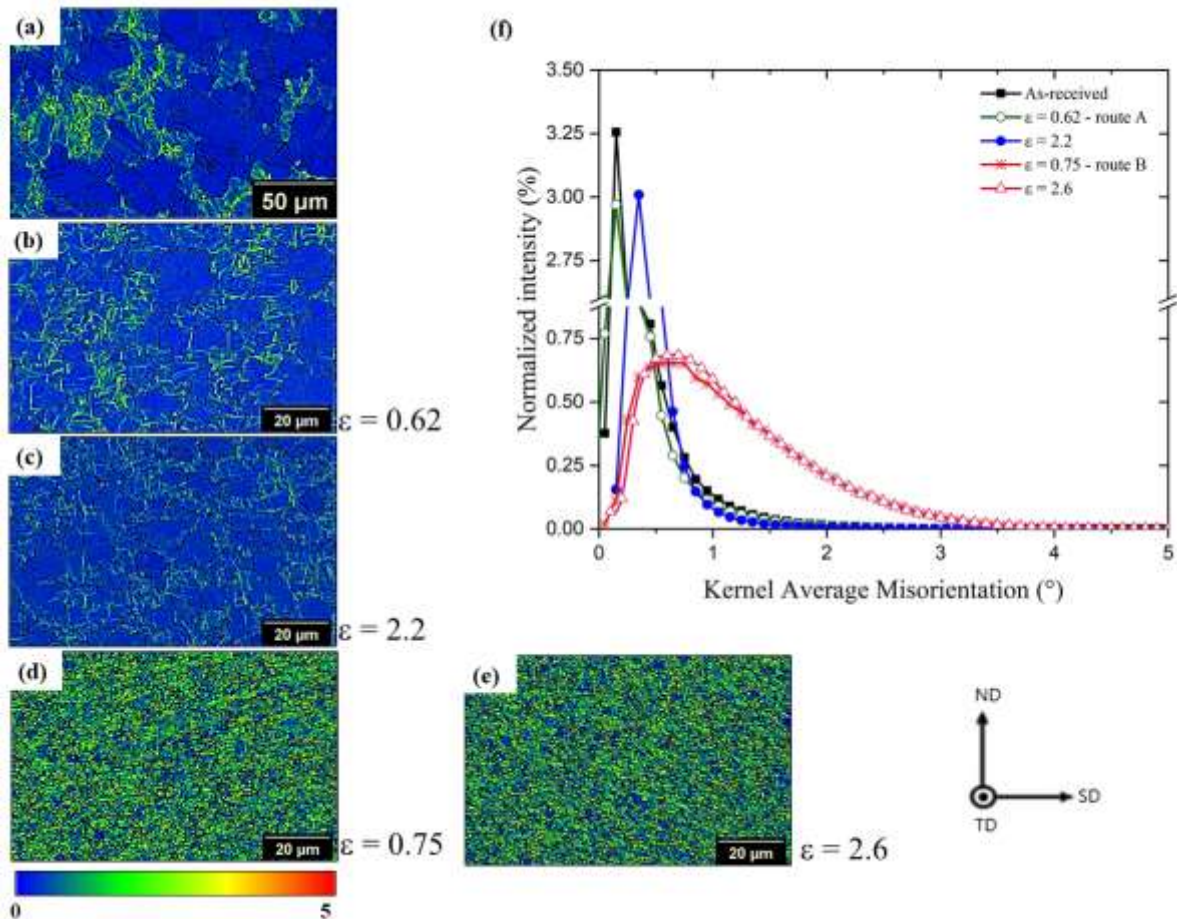 (a)
50 μm
(b)
20 μm
ε = 0.62
(c)
20 μm
ε = 2.2
(d)
20 μm
ε = 0.75
0 5
(e)
20 μm
ε = 2.6
(f)
Normalized intensity (%)
3.50
3.25
3.00
2.75
0.75
0.50
0.25
0.00
0 1 2 3 4 5
Kernel Average Misorientation (°)
As-received
ε = 0.62 - route A
ε = 2.2
ε = 0.75 - route B
ε = 2.6
ND
SD
TD